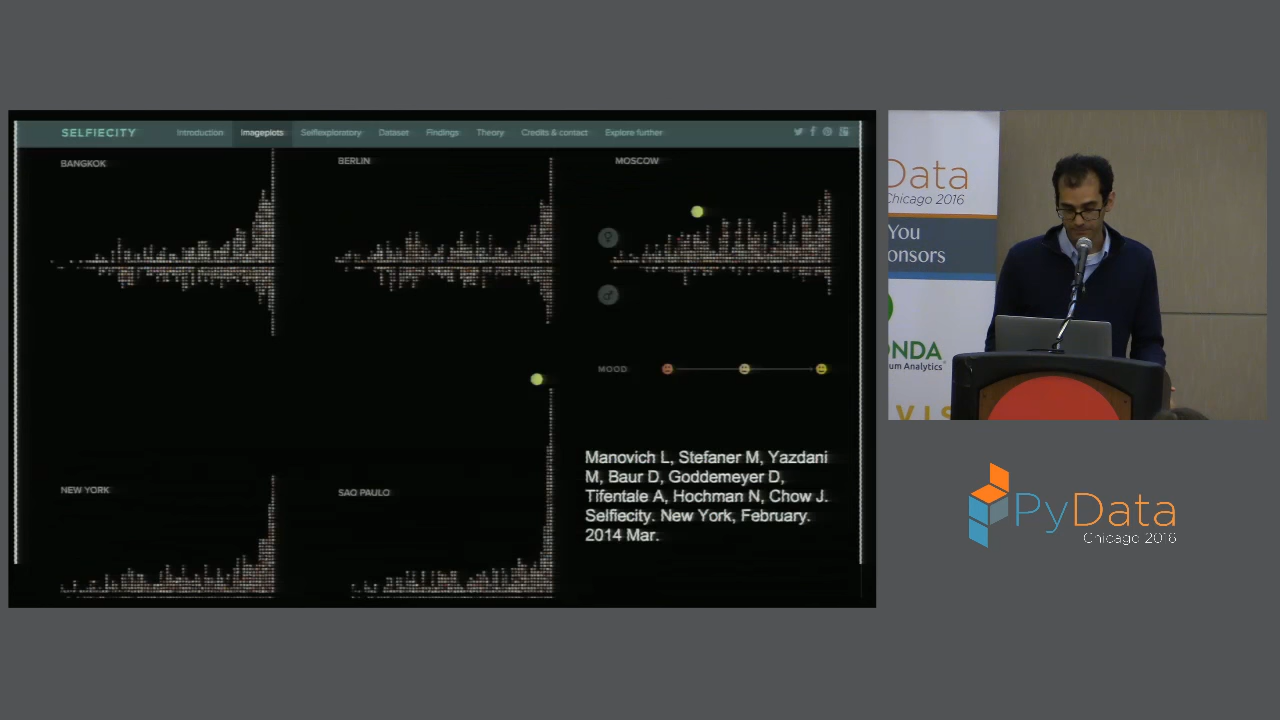 SELFIECITY
Introduction
Imageplots
Selfiexploratory
Dataset
Findings
Theory
Credits & contact
Explore further
BANGKOK
BERLIN
MOSCOW
MOOD
NEW YORK
SAO PAULO
Manovich L, Stefaner M, Yazdani
M, Baur D, Goddemeyer D,
Tifentale A, Hochman N, Chow J.
Selfiecity. New York, February.
2014 Mar.
Data
Chicago 2016
You
onsors
NDA
um Analytics
VIS
PyData
Chicago 2016